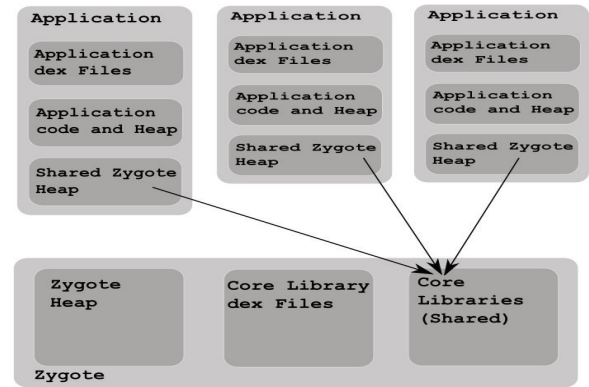 Application
Application
dex Files
Application
code and Heap
Shared Zygote
Heap
Application
Application
dex Files
Application
code and Heap
Shared Zygote
Heap
Application
Application
dex Files
Application
code and Heap
Shared Zygote
Heap
Zygote
Heap
Core Library
dex Files
Core
Libraries
(Shared)
Zygote